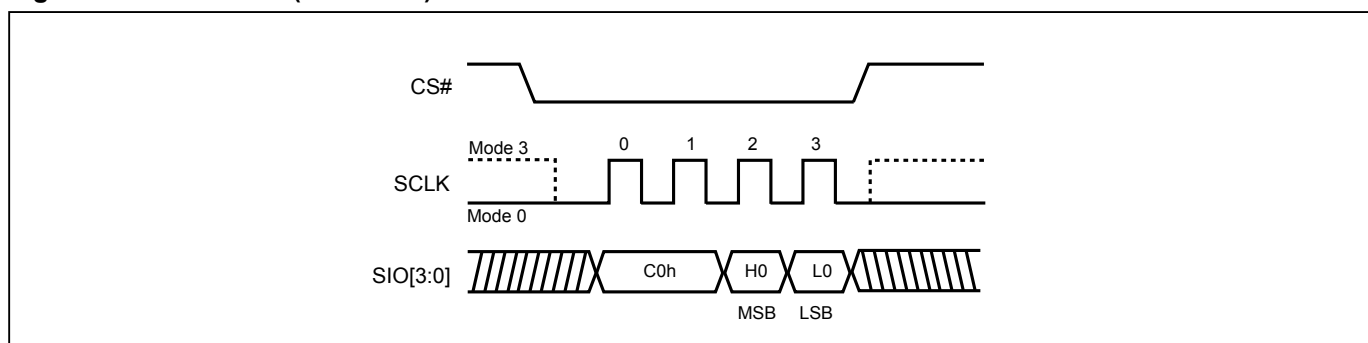 CS#
Mode 3
0 1 2 3
SCLK
Mode 0
SIO[3:0]
C0h H0 L0
MSB LSB